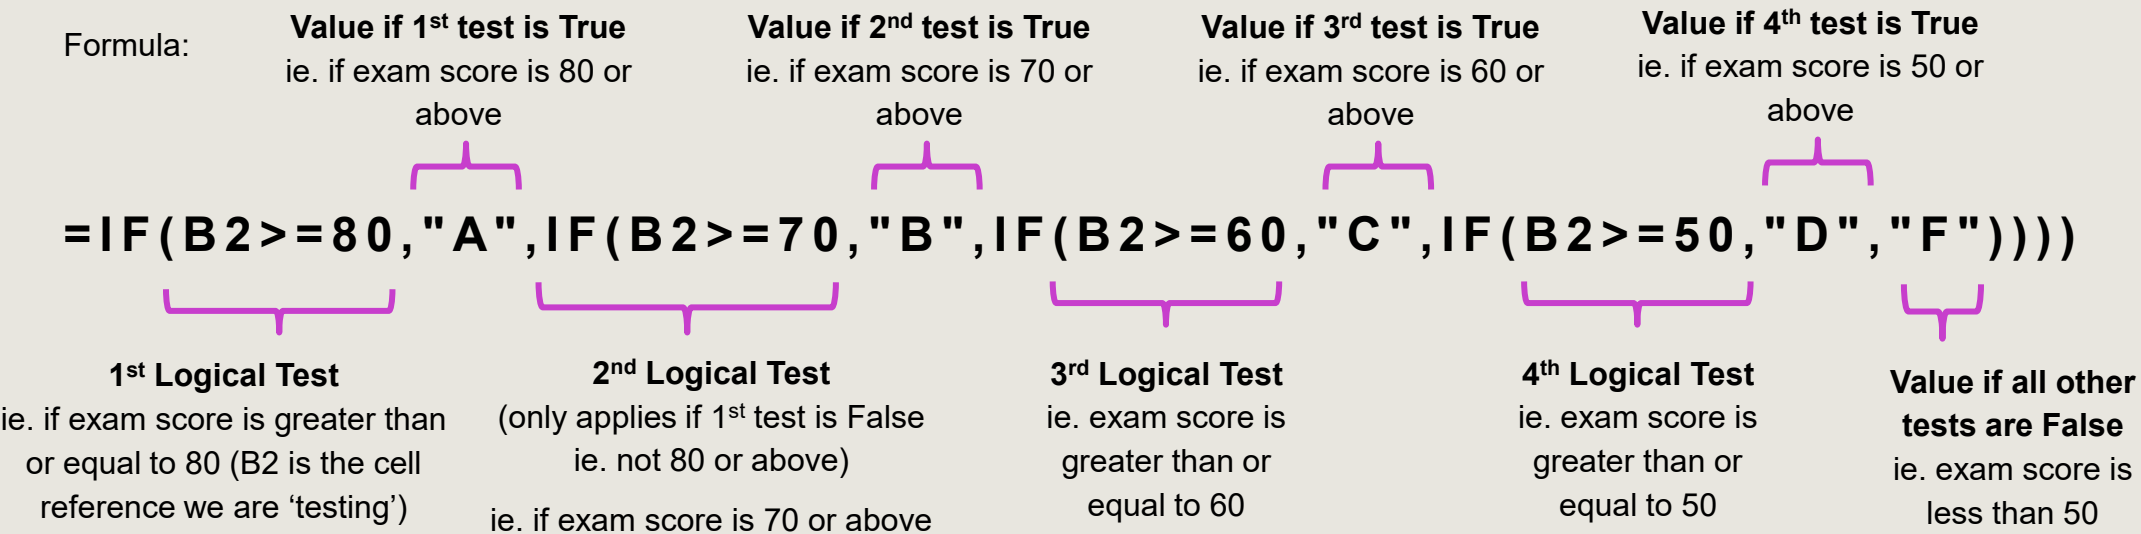 Formula:
Value if 1st test is True
ie. if exam score is 80 or
above
Value if 2nd test is True
ie. if exam score is 70 or
above
Value if 3rd test is True
ie. if exam score is 60 or
above
Value if 4th test is True
ie. if exam score is 50 or
above
=IF(B2>=80,"A",IF(B2>=70,"B",IF(B2>=60,"C",IF(B2>=50,"D","F"))))
1st Logical Test
ie. if exam score is greater than
or equal to 80 (B2 is the cell
reference we are ‘testing’)
2nd Logical Test
(only applies if 1st test is False
ie. not 80 or above)
ie. if exam score is 70 or above
3rd Logical Test
ie. exam score is
greater than or
equal to 60
4th Logical Test
ie. exam score is
greater than or
equal to 50
Value if all other
tests are False
ie. exam score is
less than 50